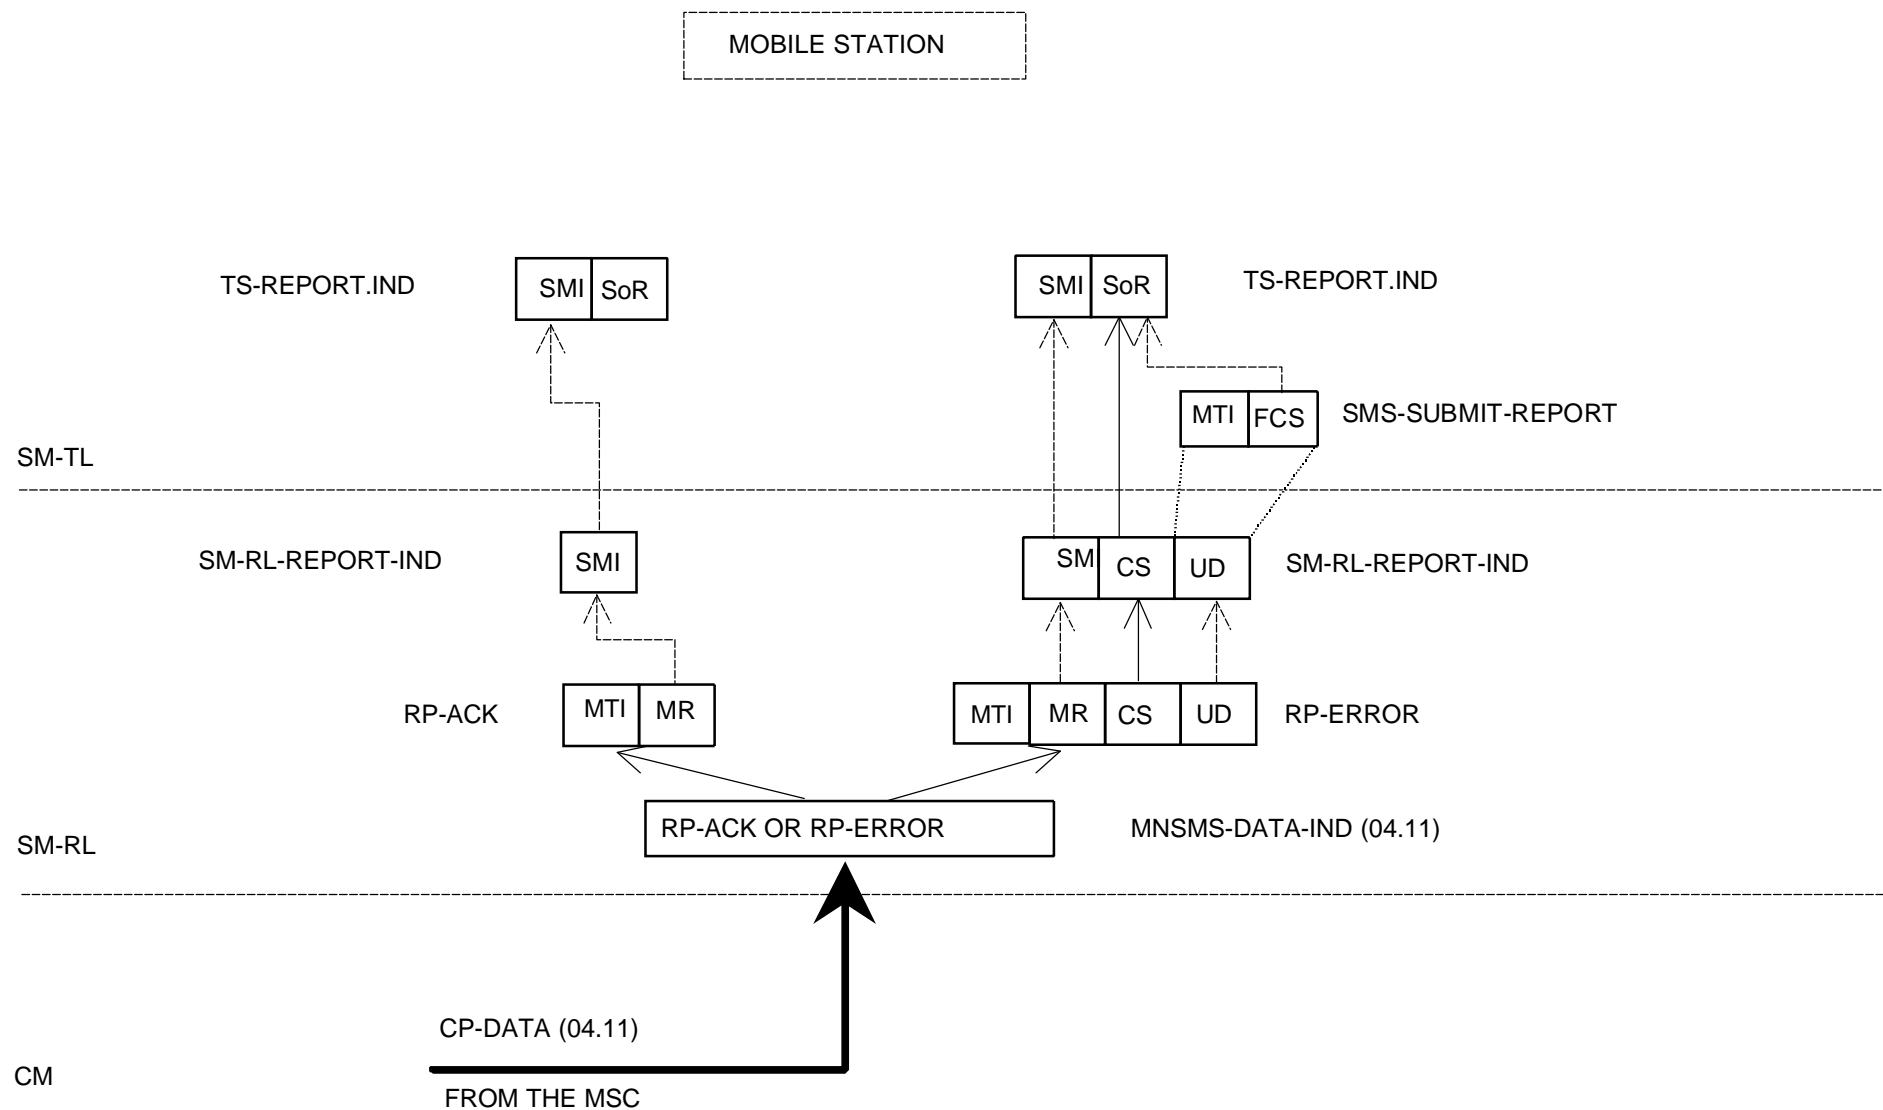 MOBILE STATION
TS-REPORT.IND SMI SoR SMI SoR TS-REPORT.IND
MTI FCS SMS-SUBMIT-REPORT
SM-TL
SM-RL-REPORT-IND SMI SM CS UD SM-RL-REPORT-IND
RP-ACK MTI MR MTI MR CS UD RP-ERROR
RP-ACK OR RP-ERROR MNSMS-DATA-IND (04.11)
SM-RL
CP-DATA (04.11)
CM
FROM THE MSC